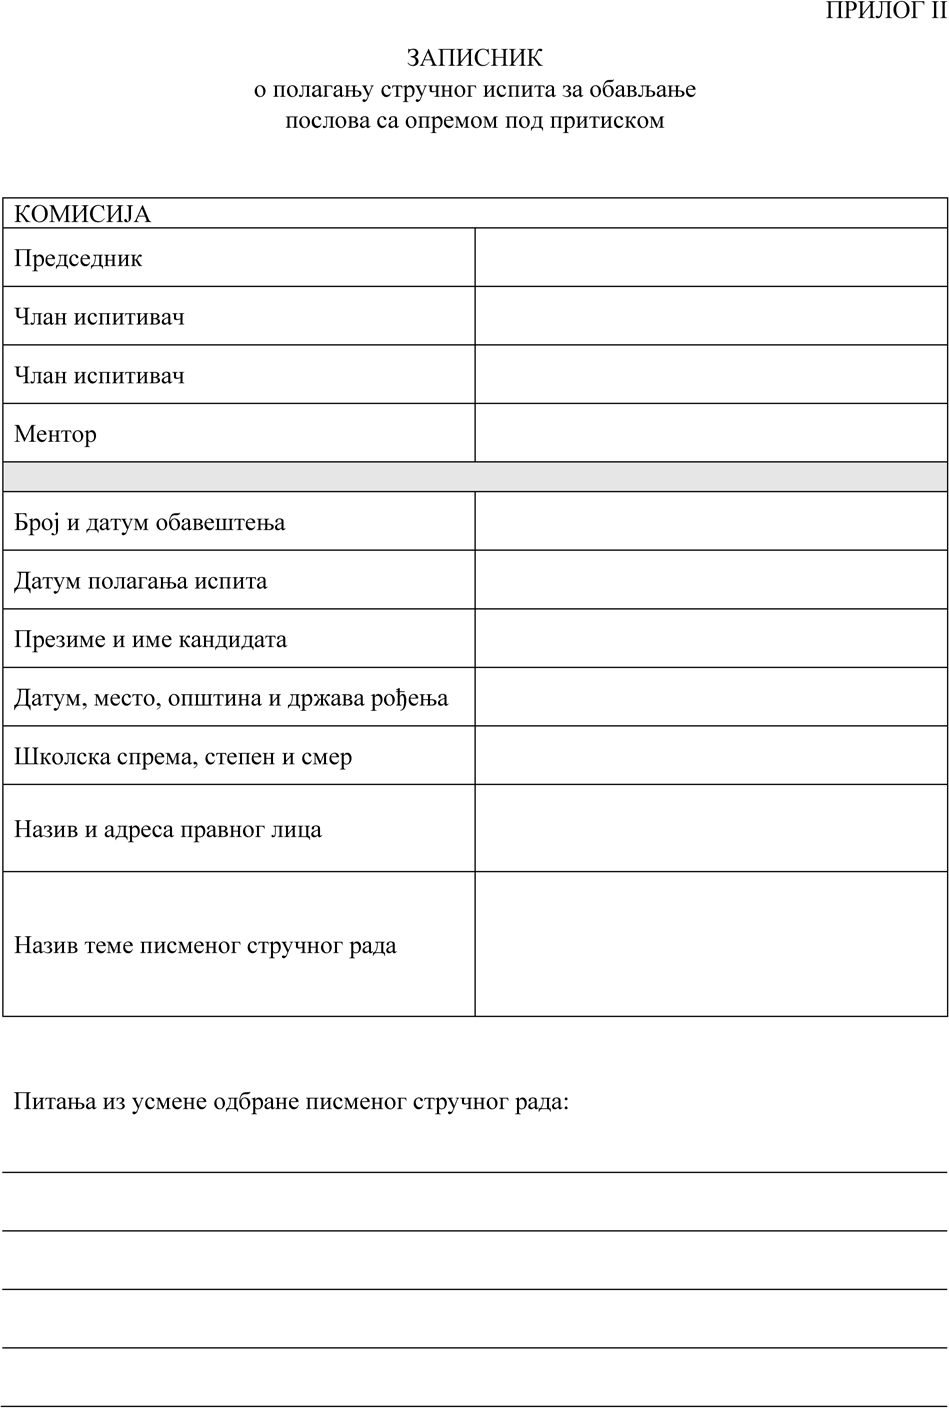 ПРИЛОГ II
ЗАПИСНИК
о полагању стручног испита за обављање
послова са опремом под притиском
КОМИСИЈА
Председник
Члан испитивач
Члан испитивач
Ментор
Број и датум обавештења
Датум полагања испита
Презиме и име кандидата
Датум, место, општина и држава рођења
Школска спрема, степен и смер
Назив и адреса правног лица
Назив теме писменог стручног рада
Питања из усмене одбране писменог стручног рада: